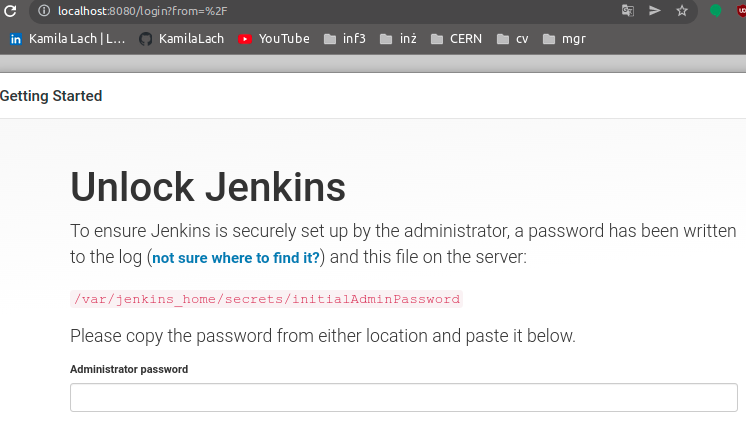 localhost:8080/login?from=%2F
in Kamila Lach | L... KamilaLach YouTube inf3 inż CERN cv mgr
Getting Started
Unlock Jenkins
To ensure Jenkins is securely set up by the administrator, a password has been written
to the log (not sure where to find it?) and this file on the server:
/var/jenkins_home/secrets/initialAdminPassword
Please copy the password from either location and paste it below.
Administrator password